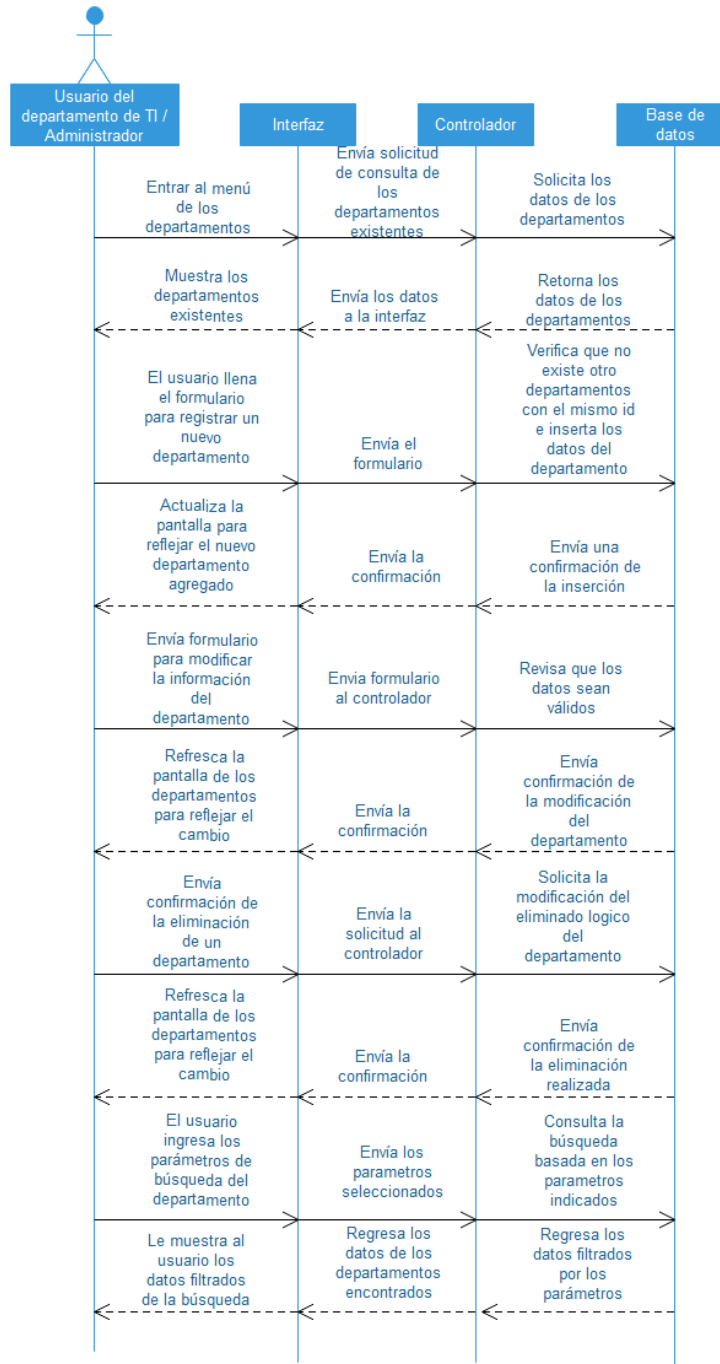 Usuario del
departamento de TI /
Administrador
Interfaz
Controlador
Base de
datos
Entrar al menú
de los
departamentos
Envía solicitud
de consulta de
los
departamentos
existentes
Solicita los
datos de los
departamentos
Muestra los
departamentos
existentes
Envía los datos
a la interfaz
Retorna los
datos de los
departamentos
El usuario llena
el formulario
para registrar un
nuevo
departamento
Envía el
formulario
Verifica que no
existe otro
departamentos
con el mismo id
e inserta los
datos del
departamento
Actualiza la
pantalla para
reflejar el nuevo
departamento
agregado
Envía la
confirmación
Envía una
confirmación de
la inserción
Envía formulario
para modificar
la información
del
departamento
Envia formulario
al controlador
Revisa que los
datos sean
válidos
Refresca la
pantalla de los
departamentos
para reflejar el
cambio
Envía la
confirmación
Envía
confirmación de
la modificación
del
departamento
Envía
confirmación de
la eliminación
de un
departamento
Envía la
solicitud al
controlador
Solicita la
modificación del
eliminado logico
del
departamento
Refresca la
pantalla de los
departamentos
para reflejar el
cambio
Envía la
confirmación
Envía
confirmación de
la eliminación
realizada
El usuario
ingresa los
parámetros de
búsqueda del
departamento
Envía los
parametros
seleccionados
Consulta la
búsqueda
basada en los
parametros
indicados
Le muestra al
usuario los
datos filtrados
de la búsqueda
Regresa los
datos de los
departamentos
encontrados
Regresa los
datos filtrados
por los
parámetros